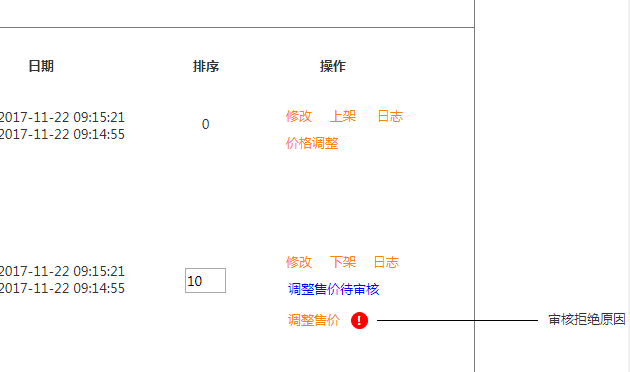 日期 排序 操作
2017-11-22 09:15:21
2017-11-22 09:14:55
0
修改 上架 日志
价格调整
2017-11-22 09:15:21
2017-11-22 09:14:55
10
修改 下架 日志
调整售价待审核
调整售价 !
审核拒绝原因